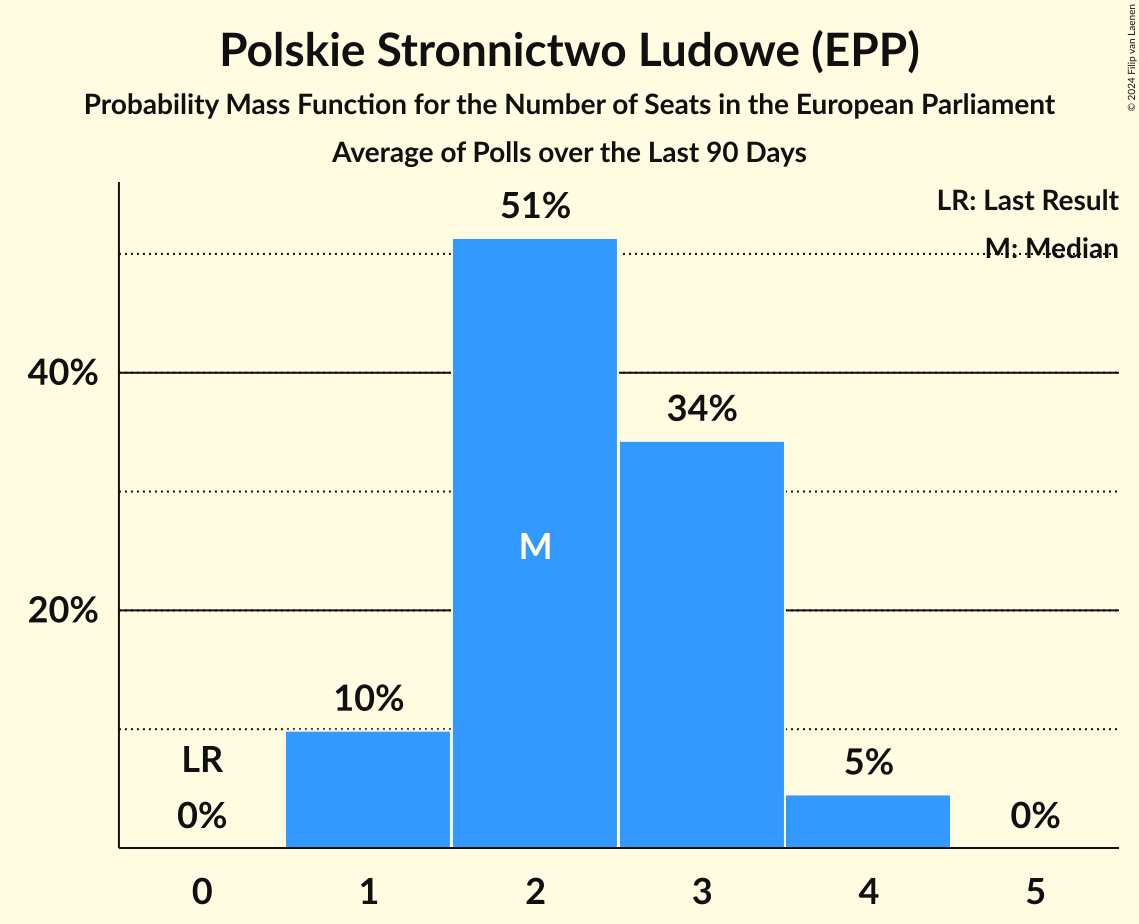 Polskie Stronnictwo Ludowe (EPP)
Probability Mass Function for the Number of Seats in the European Parliament
Average of Polls over the Last 90 Days
© 2024 Filip van Laenen
LR: Last Result
M: Median
51%
40%
34%
M
20%
10%
LR
5%
0%
0%
0 1 2 3 4 5